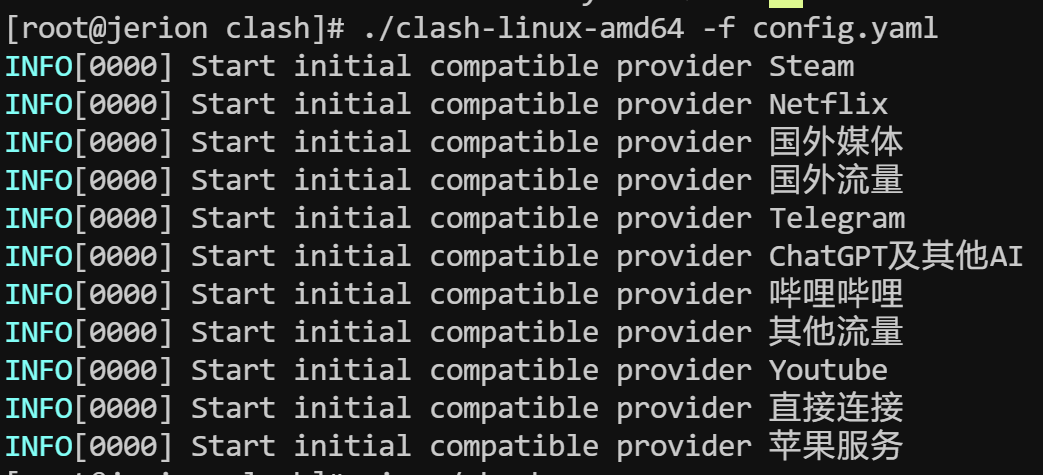 [root@jerion clash]# ./clash-linux-amd64 -f config.yaml
INFO[0000] Start initial compatible provider Steam
INFO[0000] Start initial compatible provider Netflix
INFO[0000] Start initial compatible provider 国外媒体
INFO[0000] Start initial compatible provider 国外流量
INFO[0000] Start initial compatible provider Telegram
INFO[0000] Start initial compatible provider ChatGPT及其他AI
INFO[0000] Start initial compatible provider 哔哩哔哩
INFO[0000] Start initial compatible provider 其他流量
INFO[0000] Start initial compatible provider Youtube
INFO[0000] Start initial compatible provider 直接连接
INFO[0000] Start initial compatible provider 苹果服务